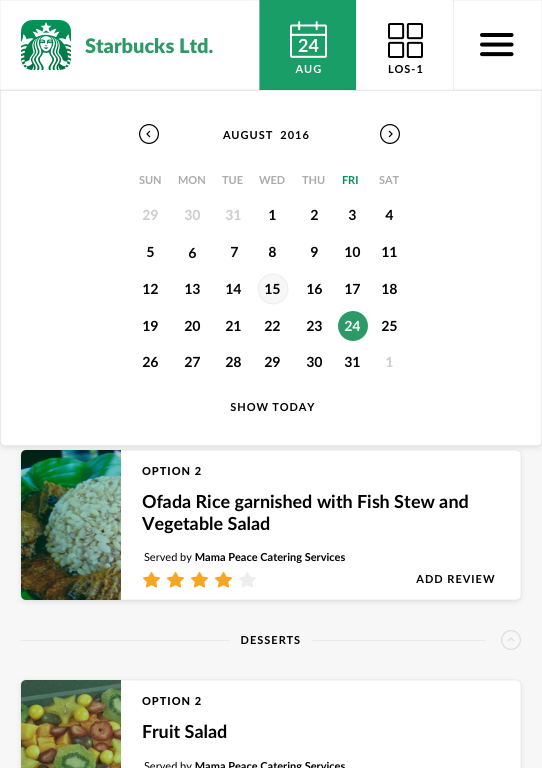 Starbucks Ltd.
24
AUG
LOS-1
AUGUST 2016
SUN MON TUE WED THU FRI SAT
29 30 31 1 2 3 4
5 6 7 8 9 10 11
12 13 14 15 16 17 18
19 20 21 22 23 24 25
26 27 28 29 30 31 1
SHOW TODAY
OPTION 2
Ofada Rice garnished with Fish Stew and
Vegetable Salad
Served by Mama Peace Catering Services
ADD REVIEW
DESSERTS
OPTION 2
Fruit Salad
Served by Mama Peace Catering Services